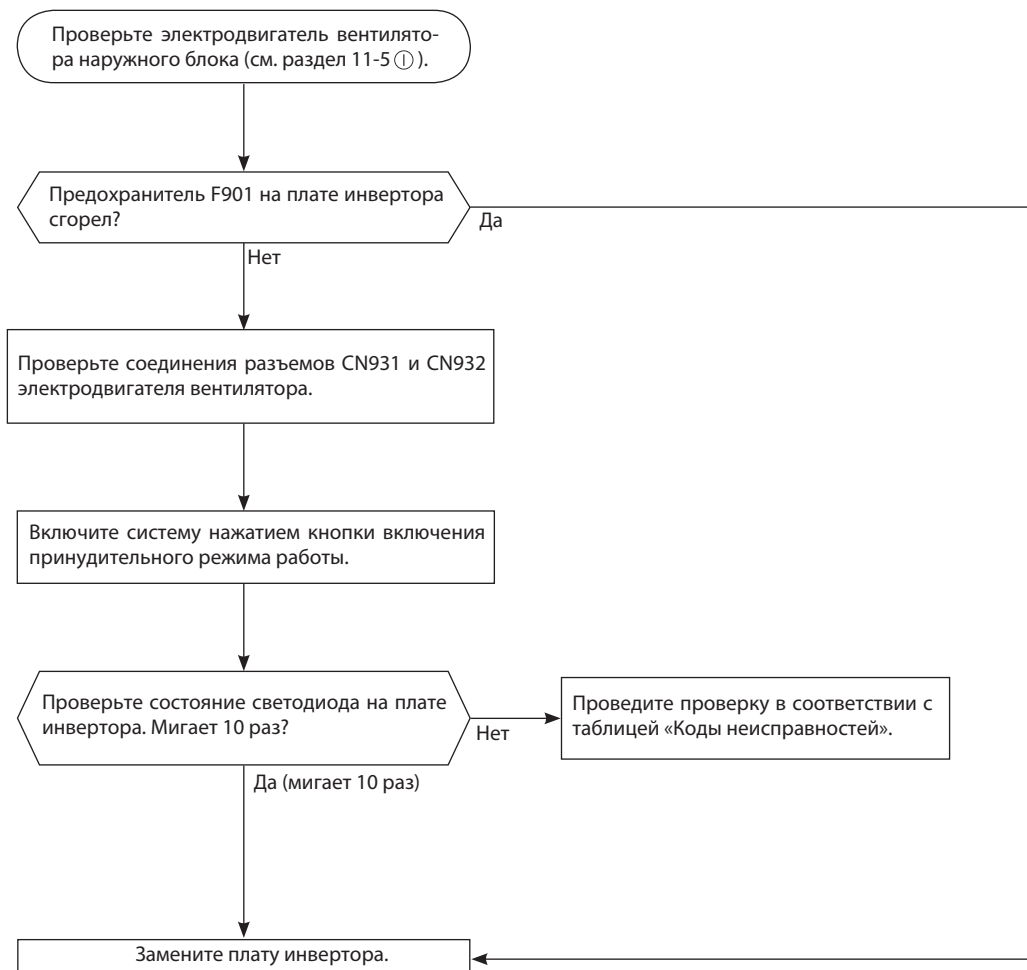 Проверьте электродвигатель вентилято-
ра наружного блока (см. раздел 11-5 Ⓘ ).
Предохранитель F901 на плате инвертора
сгорел?
Да
Нет
Проверьте соединения разъемов CN931 и CN932
электродвигателя вентилятора.
Включите систему нажатием кнопки включения
принудительного режима работы.
Проверьте состояние светодиода на плате
инвертора. Мигает 10 раз?
Нет
Проведите проверку в соответствии с
таблицей «Коды неисправностей».
Да (мигает 10 раз)
Замените плату инвертора.